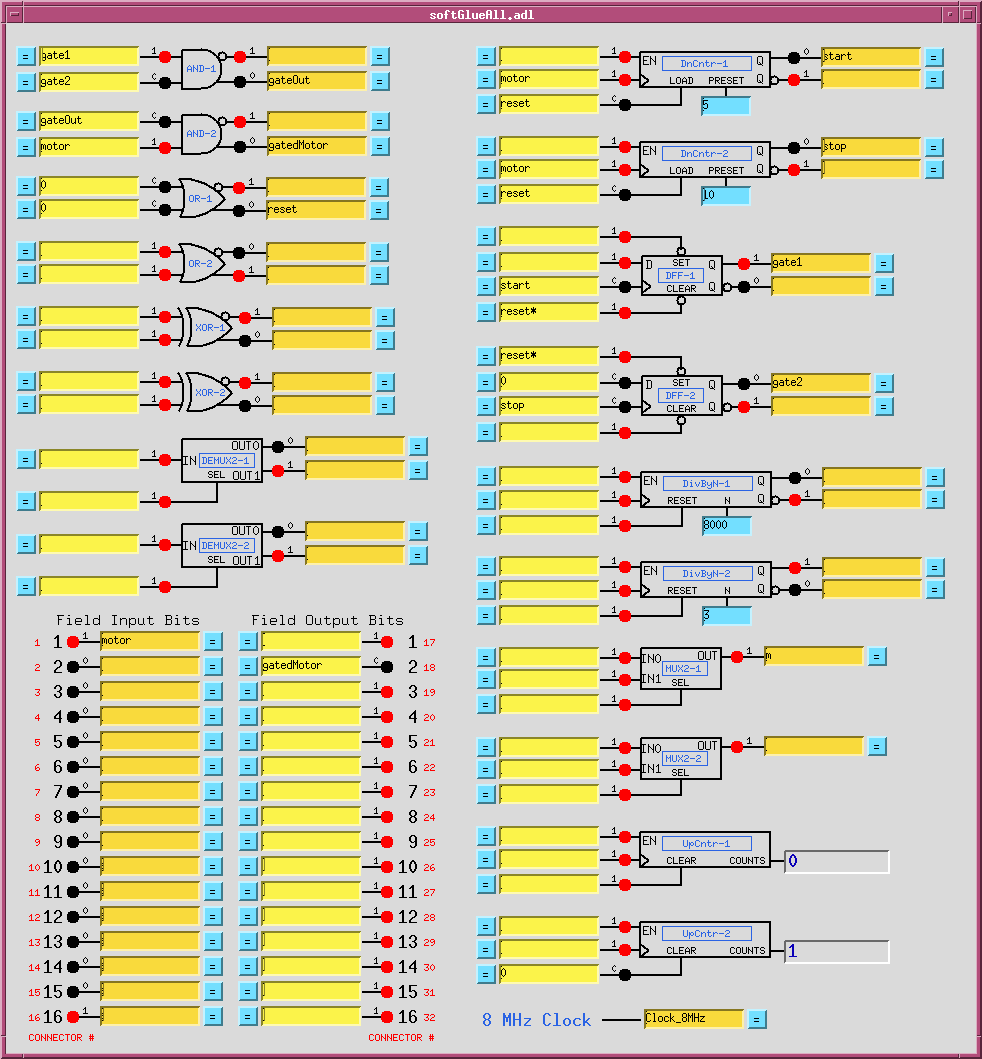 softGlueAll.adl
= gate1 1 AND-1 1 =
= gate2 C 0 gateOut =
= gateOut C AND-2 1 =
= motor 1 0 gatedMotor =
= 0 C OR-1 1 =
= 0 C 0 reset =
= 1 OR-2 0 =
= 1 1 =
= 1 XOR-1 1 =
= 1 0 =
= 1 XOR-2 1 =
= 1 0 =
= 1 IN DEMUX2-1 OUT0 0 =
SEL OUT1 1 =
= 1
= 1 IN DEMUX2-2 OUT0 0 =
SEL OUT1 1 =
= 1
Field Input Bits Field Output Bits
1 1 1 motor = = 1 1 17
2 2 0 = = gatedMotor C 2 18
3 3 0 = = 1 3 19
4 4 0 = = 1 4 20
5 5 0 = = 1 5 21
6 6 0 = = 1 6 22
7 7 0 = = 1 7 23
8 8 0 = = 1 8 24
9 9 0 = = 1 9 25
10 10 0 = = 1 10 26
11 11 0 = = 1 11 27
12 12 0 = = 1 12 28
13 13 0 = = 1 13 29
14 14 0 = = 1 14 30
15 15 0 = = 1 15 31
16 16 1 = = 1 16 32
CONNECTOR # CONNECTOR #
= 1 EN DnCntr-1 Q 0 start =
= motor 1 LOAD PRESET Q 1 =
= reset C 5
= 1 EN DnCntr-2 Q 0 stop =
= motor 1 LOAD PRESET Q 1 =
= reset C 10
= 1
= 1 D SET Q 1 gate1 =
DFF-1
= start C CLEAR Q 0 =
= reset* 1
= reset* 1
= 0 C D SET Q 0 gate2 =
DFF-2
= stop C CLEAR Q 1 =
= 1
= 1 EN DivByN-1 Q 0 =
= 1 RESET N Q 1 =
= 1 8000
= 1 EN DivByN-2 Q 1 =
= 1 RESET N Q 0 =
= 1 3
= 1 IN0 OUT 1 m =
= 1 IN1 MUX2-1
SEL
= 1
= 1 IN0 OUT 1 =
= 1 IN1 MUX2-2
SEL
= 1
= 1 EN UpCntr-1
= 1 CLEAR COUNTS 0
= 1
= 1 EN UpCntr-2
= 1 CLEAR COUNTS 1
= 0 C
8 MHz Clock Clock_8MHz =